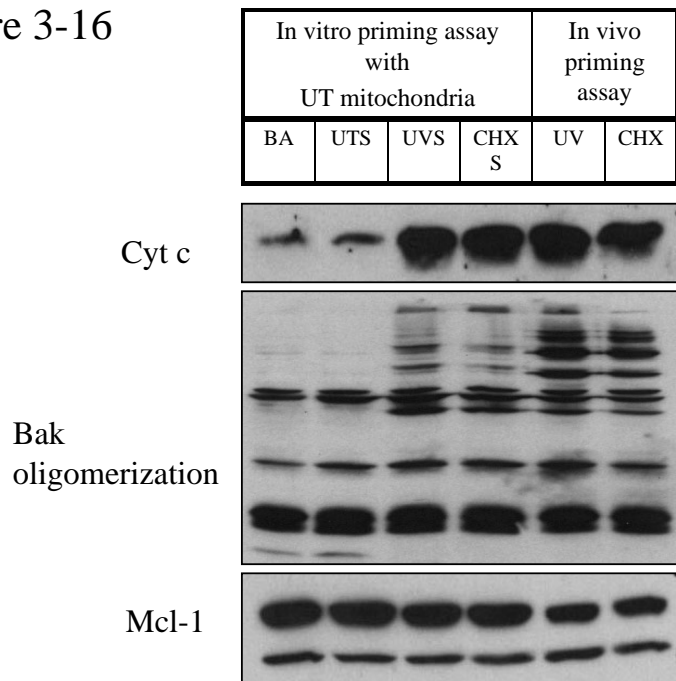 re 3-16
In vitro priming assay
with
UT mitochondria
In vivo
priming
assay
BA UTS UVS CHX S UV CHX
Cyt c
Bak
oligomerization
Mcl-1